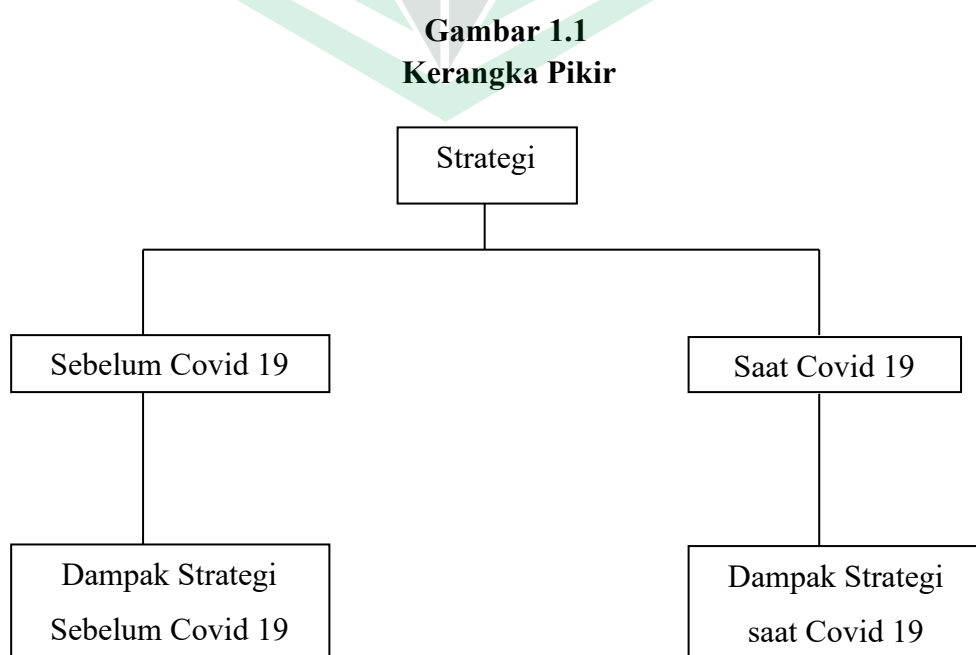 Gambar 1.1
Kerangka Pikir
Strategi
Sebelum Covid 19
Saat Covid 19
Dampak Strategi
Sebelum Covid 19
Dampak Strategi
saat Covid 19